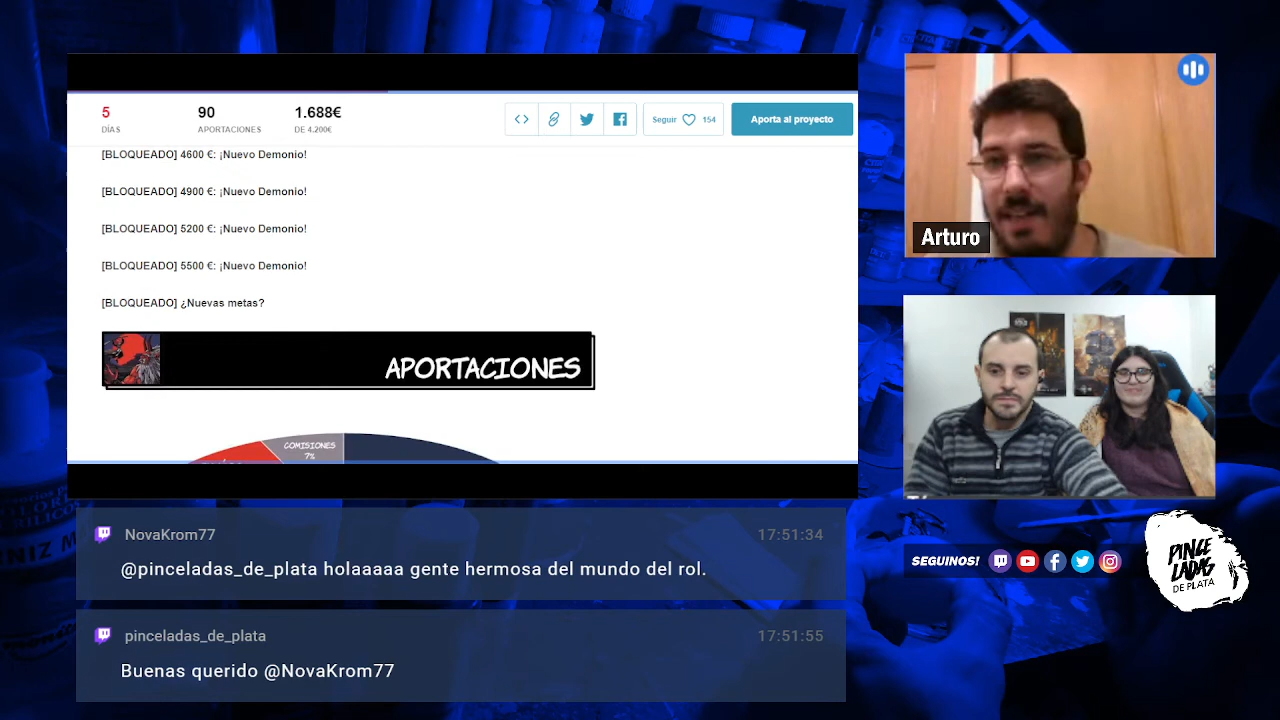 5
DÍAS
90
APORTACIONES
1.688€
DE 4.200€
Seguir
154
Aporta al proyecto
[BLOQUEADO] 4600 €: ¡Nuevo Demonio!
[BLOQUEADO] 4900 €: ¡Nuevo Demonio!
[BLOQUEADO] 5200 €: ¡Nuevo Demonio!
[BLOQUEADO] 5500 €: ¡Nuevo Demonio!
[BLOQUEADO] ¿Nuevas metas?
APORTACIONES
COMISIONES
7%
Arturo
NovaKrom77
17:51:34
@pinceladas_de_plata holaaaaa gente hermosa del mundo del rol.
pinceladas_de_plata
17:51:55
Buenas querido @NovaKrom77
SEGUINOS!
PINCE
LADAS
DE PLATA